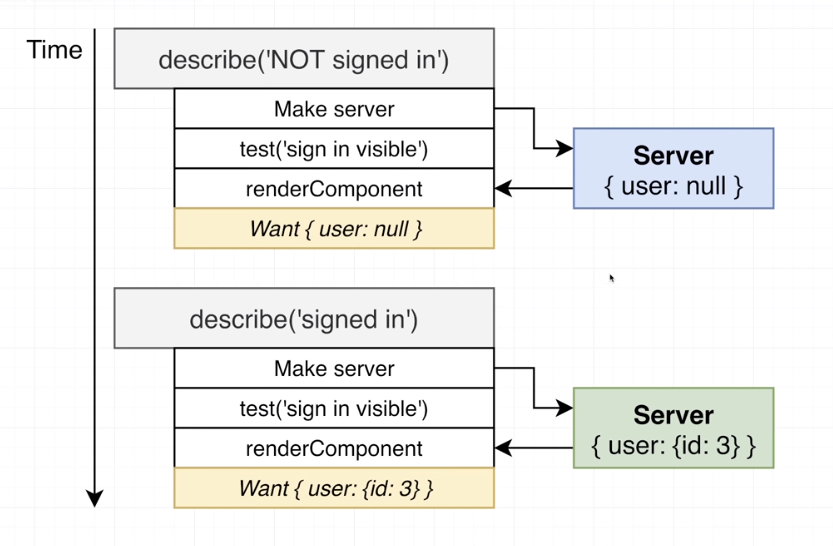 Time
describe('NOT signed in')
Make server
test('sign in visible')
renderComponent
Want { user: null }
Server
{ user: null }
describe('signed in')
Make server
test('sign in visible')
renderComponent
Want { user: {id: 3} }
Server
{ user: {id: 3} }